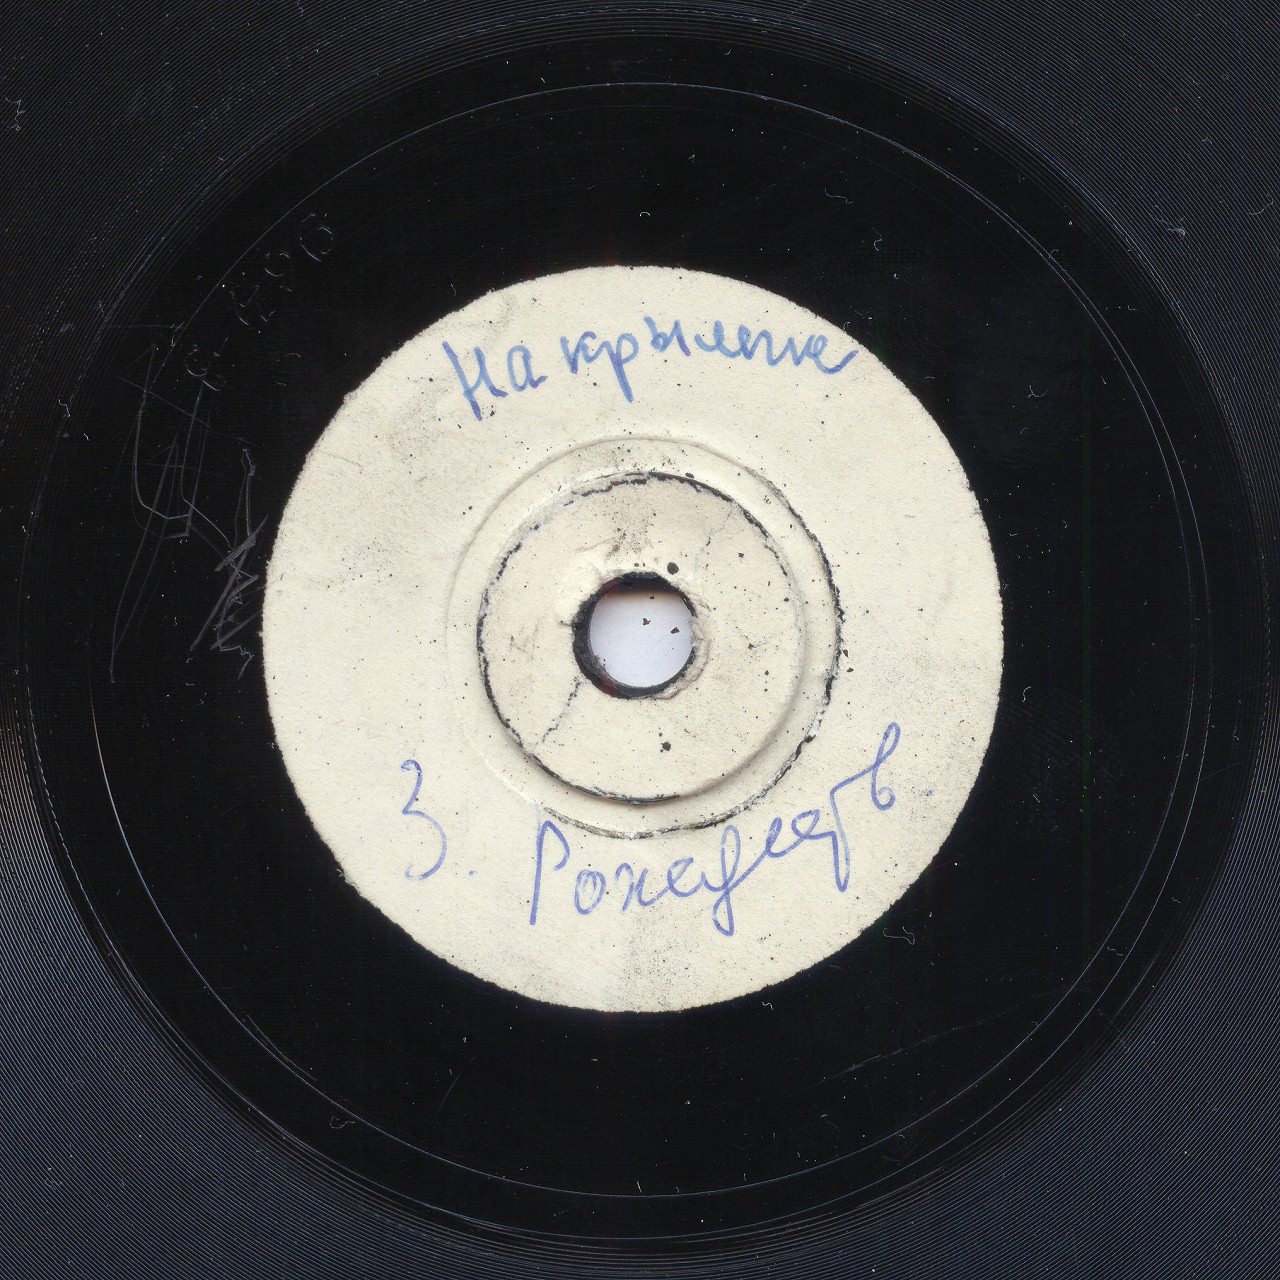 На крылечке
З. Рождеств.